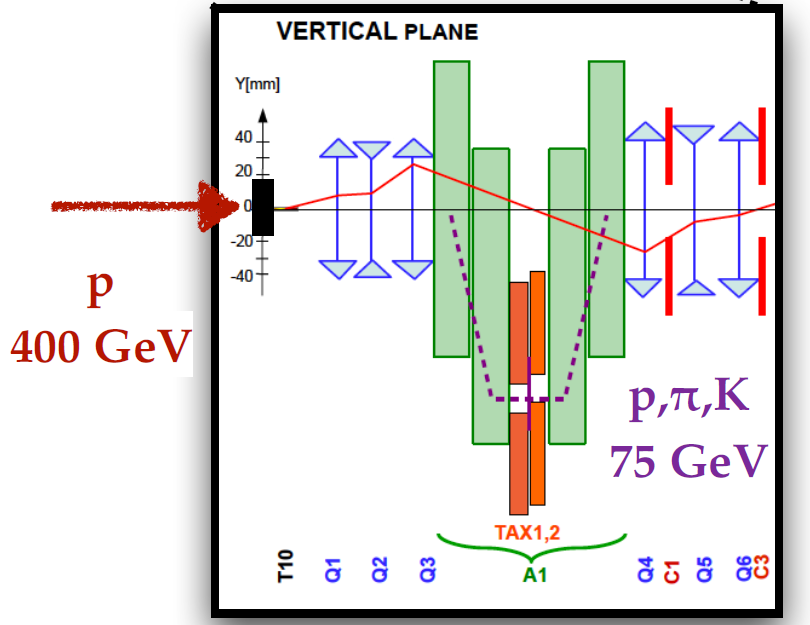 VERTICAL PLANE
Y[mm]
40
20
0
-20
-40
p
400 GeV
p,π,K
75 GeV
TAX1,2
T10
Q1
Q2
Q3
A1
Q4
C1
Q5
Q6
C3